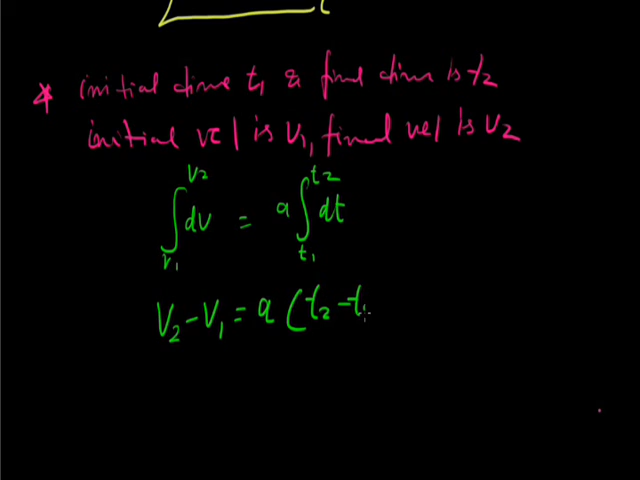 * initial time t₁ & final time is t₂
initial vel is V₁, final vel is V₂
∫_{V₁}^{V₂} dv = a ∫_{t₁}^{t₂} dt
V₂ - V₁ = a (t₂ - t₁